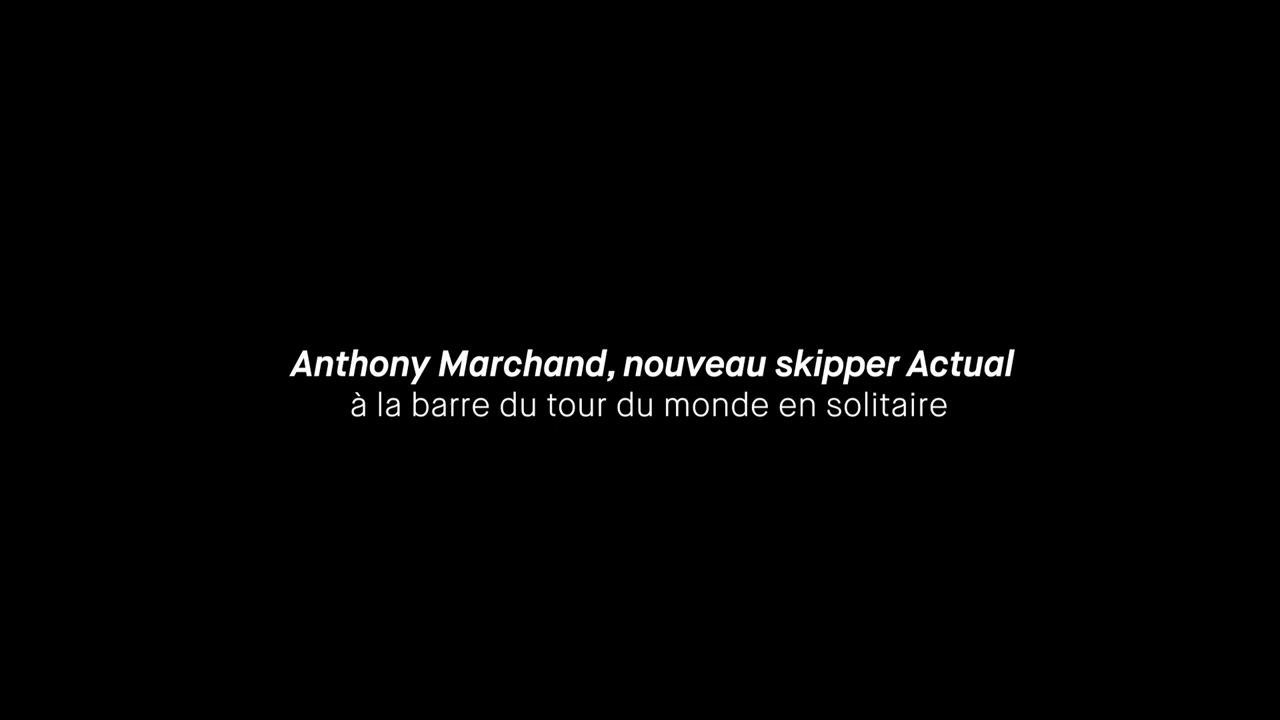 Anthony Marchand, nouveau skipper Actual
à la barre du tour du monde en solitaire